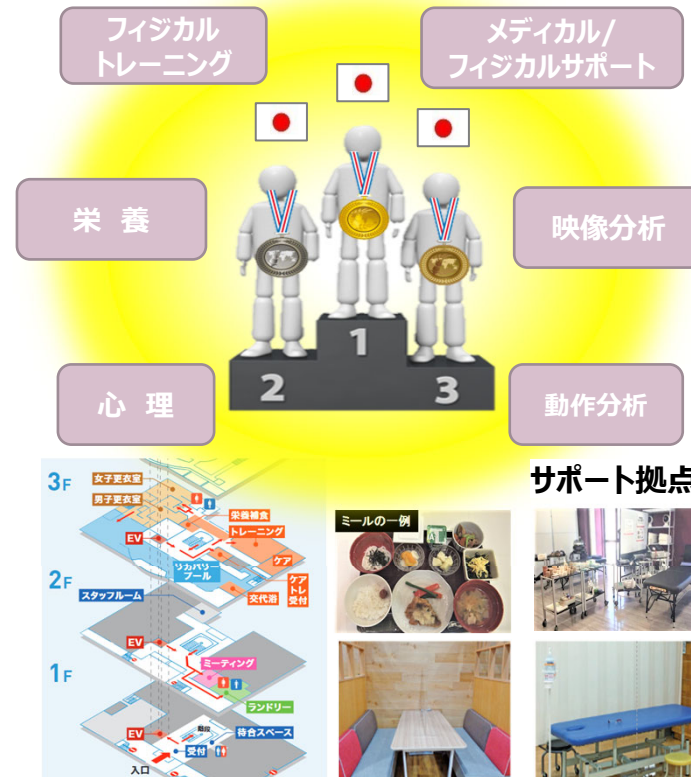 フィジカル
トレーニング
メディカル/
フィジカルサポート
栄 養
映像分析
1
2
3
心 理
動作分析
サポート拠点
3F
女子更衣室
男子更衣室
栄養補食
トレーニング
EV
ケア
リカバリー
プール
2F
スタッフルーム
交代浴
ケア
トレ
受付
ミールの一例
EV
ミーティング
1F
ランドリー
EV
階段
待合スペース
受付
入口